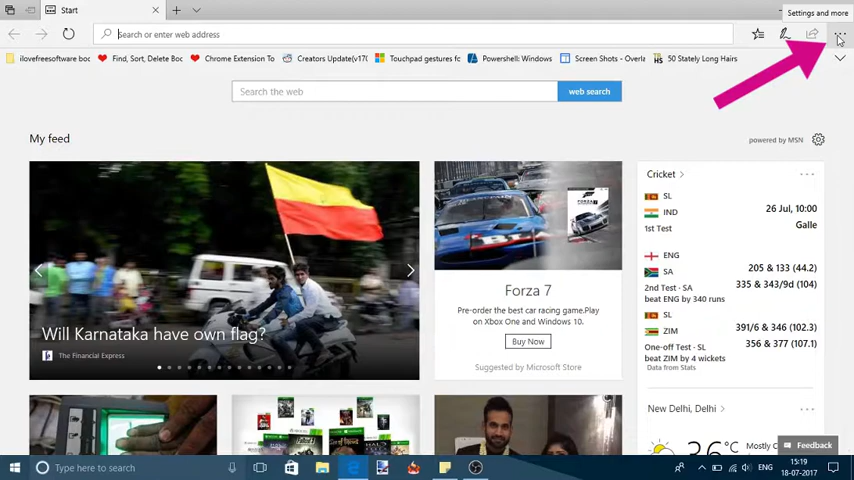 Start
Settings and more
Search or enter web address
ilovefreesoftware boc
Find, Sort, Delete Boc
Chrome Extension To
Creators Update(v170
Touchpad gestures fo
Powershell: Windows
Screen Shots - Overla
50 Stately Long Hairs
Search the web
web search
My feed
powered by MSN
Will Karnataka have own flag?
The Financial Express
FORZA 7
Forza 7
Pre-order the best car racing game.Play
on Xbox One and Windows 10.
Buy Now
Suggested by Microsoft Store
Cricket
SL
IND
1st Test
26 Jul, 10:00
Galle
ENG
SA
2nd Test · SA
beat ENG by 340 runs
205 & 133 (44.2)
335 & 343/9d (104)
SL
ZIM
One-off Test · SL
beat ZIM by 4 wickets
391/6 & 346 (102.3)
356 & 377 (107.1)
Data from Stats
New Delhi, Delhi
36°C
Mostly C
Feedback
Type here to search
ENG
15:19
18-07-2017